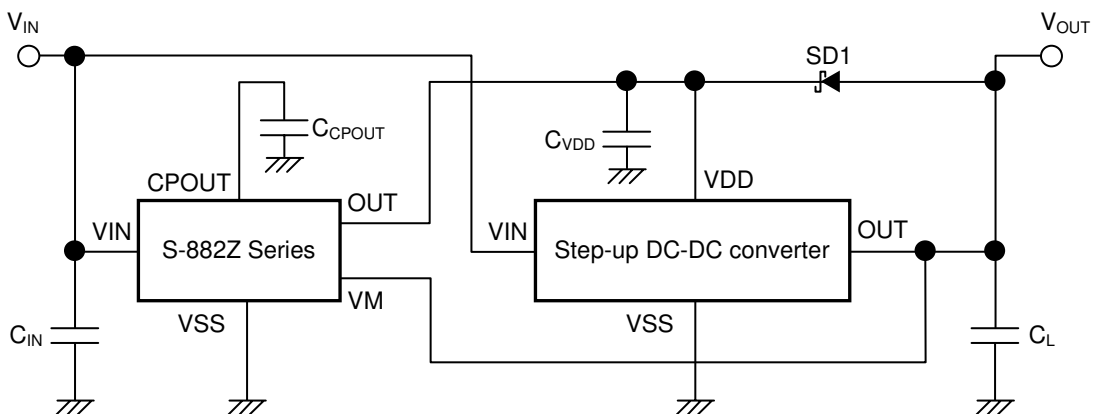 VIN
VOUT
SD1
CCPOUT
CVDD
CPOUT
VDD
OUT
VIN
S-882Z Series
VIN
Step-up DC-DC converter
OUT
VM
VSS
VSS
CIN
CL